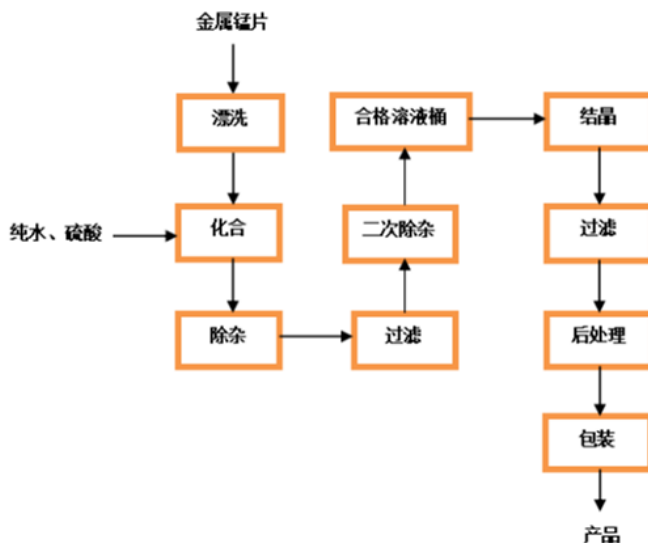 金属锰片
漂洗
纯水、硫酸
化合
除杂
过滤
二次除杂
合格溶液桶
结晶
过滤
后处理
包装
产品